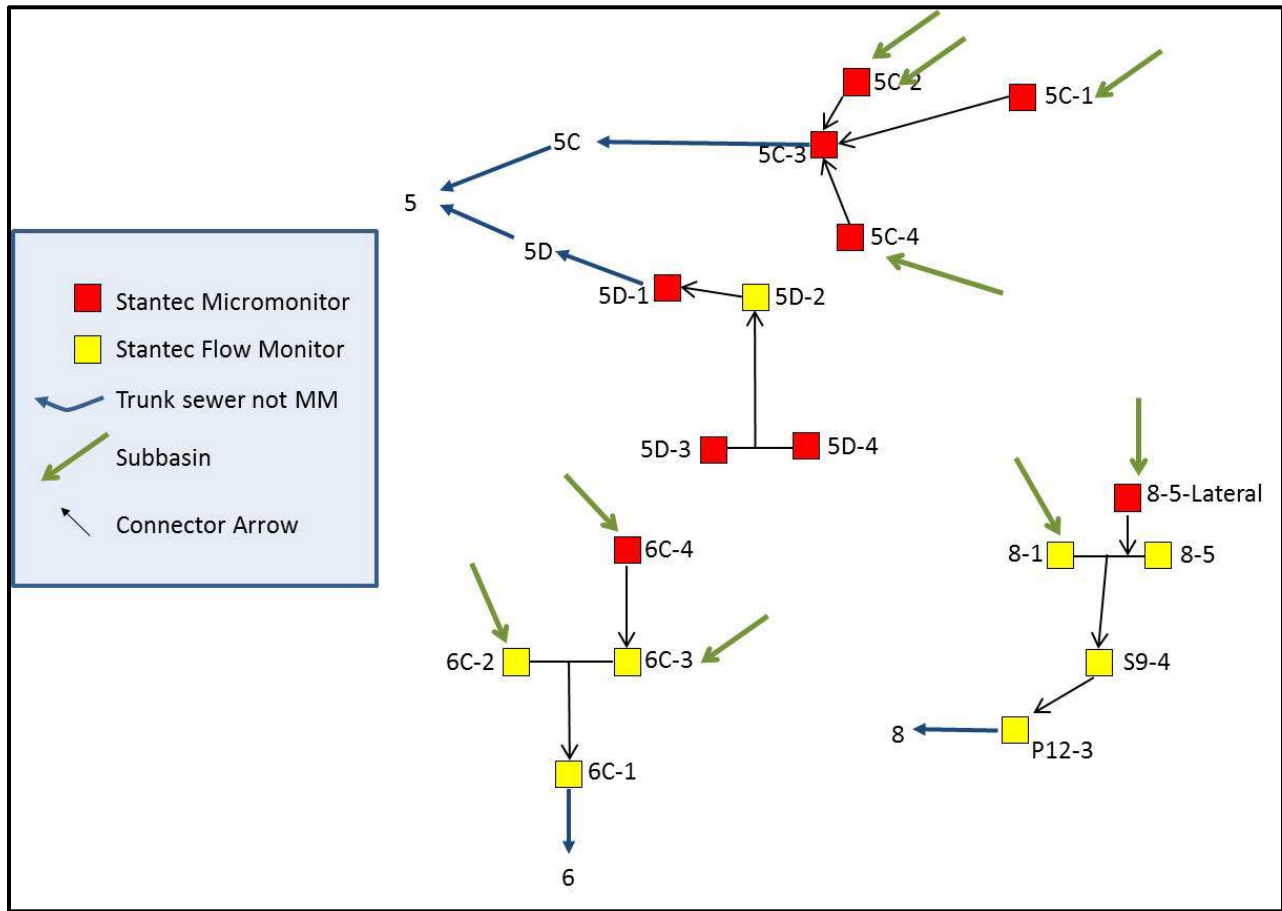 5C-2
5C-1
5C
5C-3
5
5C-4
5D
5D-1
5D-2
Stantec Micromonitor
Stantec Flow Monitor
Trunk sewer not MM
Subbasin
Connector Arrow
5D-3
5D-4
8-5-Lateral
6C-4
8-1
8-5
6C-2
6C-3
S9-4
8
P12-3
6C-1
6